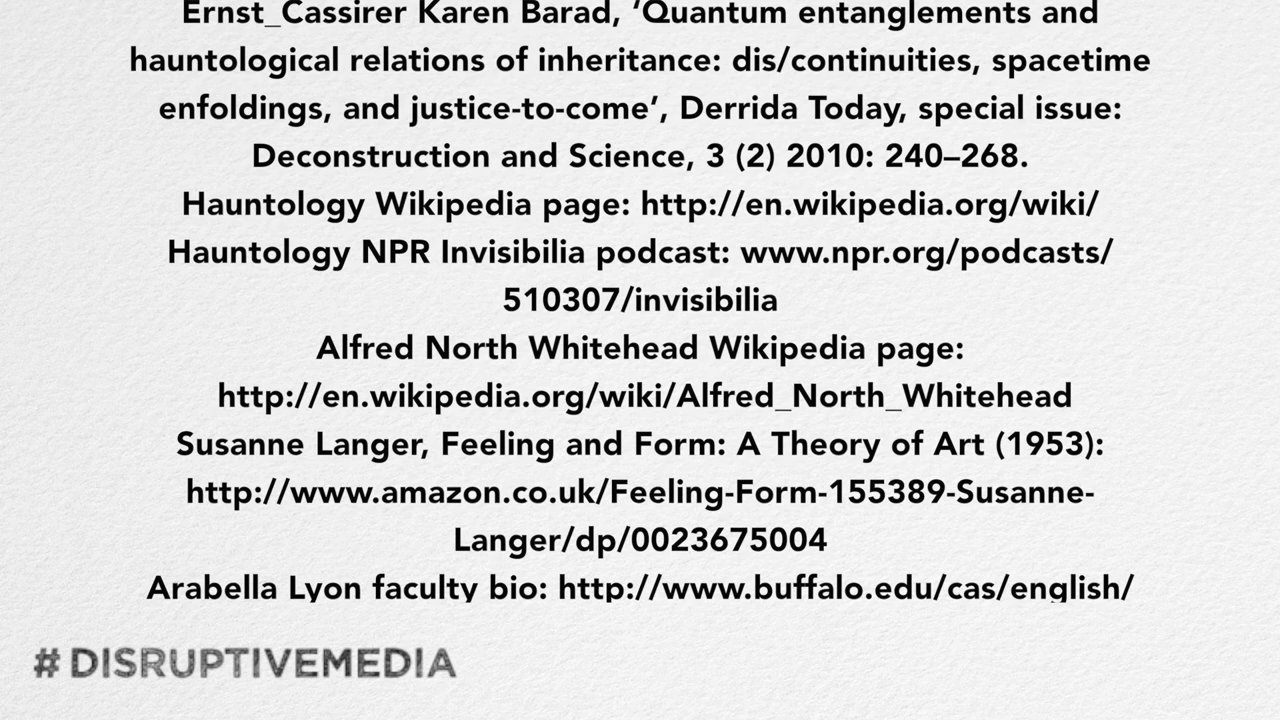 Ernst_Cassirer Karen Barad, ‘Quantum entanglements and
hauntological relations of inheritance: dis/continuities, spacetime
enfoldings, and justice-to-come’, Derrida Today, special issue:
Deconstruction and Science, 3 (2) 2010: 240–268.
Hauntology Wikipedia page: http://en.wikipedia.org/wiki/
Hauntology NPR Invisibilia podcast: www.npr.org/podcasts/
510307/invisibilia
Alfred North Whitehead Wikipedia page:
http://en.wikipedia.org/wiki/Alfred_North_Whitehead
Susanne Langer, Feeling and Form: A Theory of Art (1953):
http://www.amazon.co.uk/Feeling-Form-155389-Susanne-
Langer/dp/0023675004
Arabella Lyon faculty bio: http://www.buffalo.edu/cas/english/
# DISRUPTIVEMEDIA